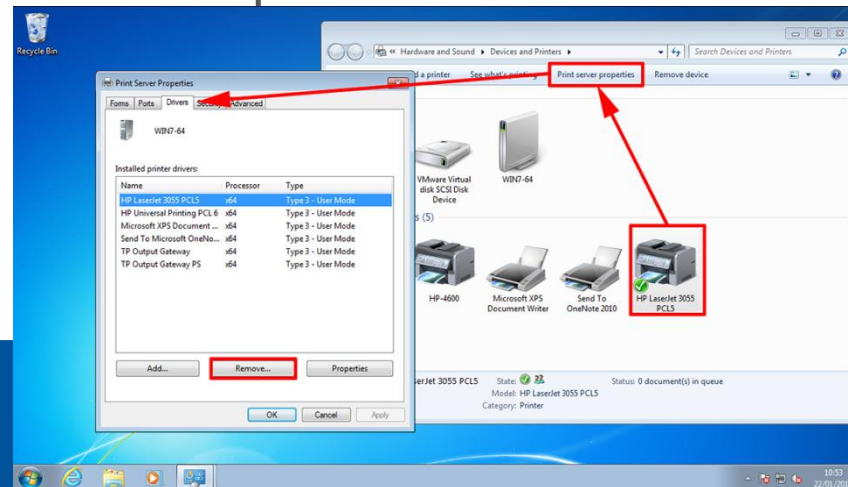 Recycle Bin
Hardware and Sound Devices and Printers
Search Devices and Printers
a printer See what's printing Print server properties Remove device
Print Server Properties
Forms Ports Drivers Security Advanced
WIN7-64
Installed printer drivers:
Name Processor Type
HP LaserJet 3055 PCL5 x64 Type 3 - User Mode
HP Universal Printing PCL 6 x64 Type 3 - User Mode
Microsoft XPS Document ... x64 Type 3 - User Mode
Send To Microsoft OneNo... x64 Type 3 - User Mode
TP Output Gateway x64 Type 3 - User Mode
TP Output Gateway PS x64 Type 3 - User Mode
Add... Remove... Properties
OK Cancel Apply
VMware Virtual
disk SCSI Disk
Device
WIN7-64
s (5)
HP-4600
Microsoft XPS
Document Writer
Send To
OneNote 2010
HP LaserJet 3055
PCL5
serJet 3055 PCL5 State: Status: 0 document(s) in queue
Model: HP LaserJet 3055 PCL5
Category: Printer
10:53
22/01/201